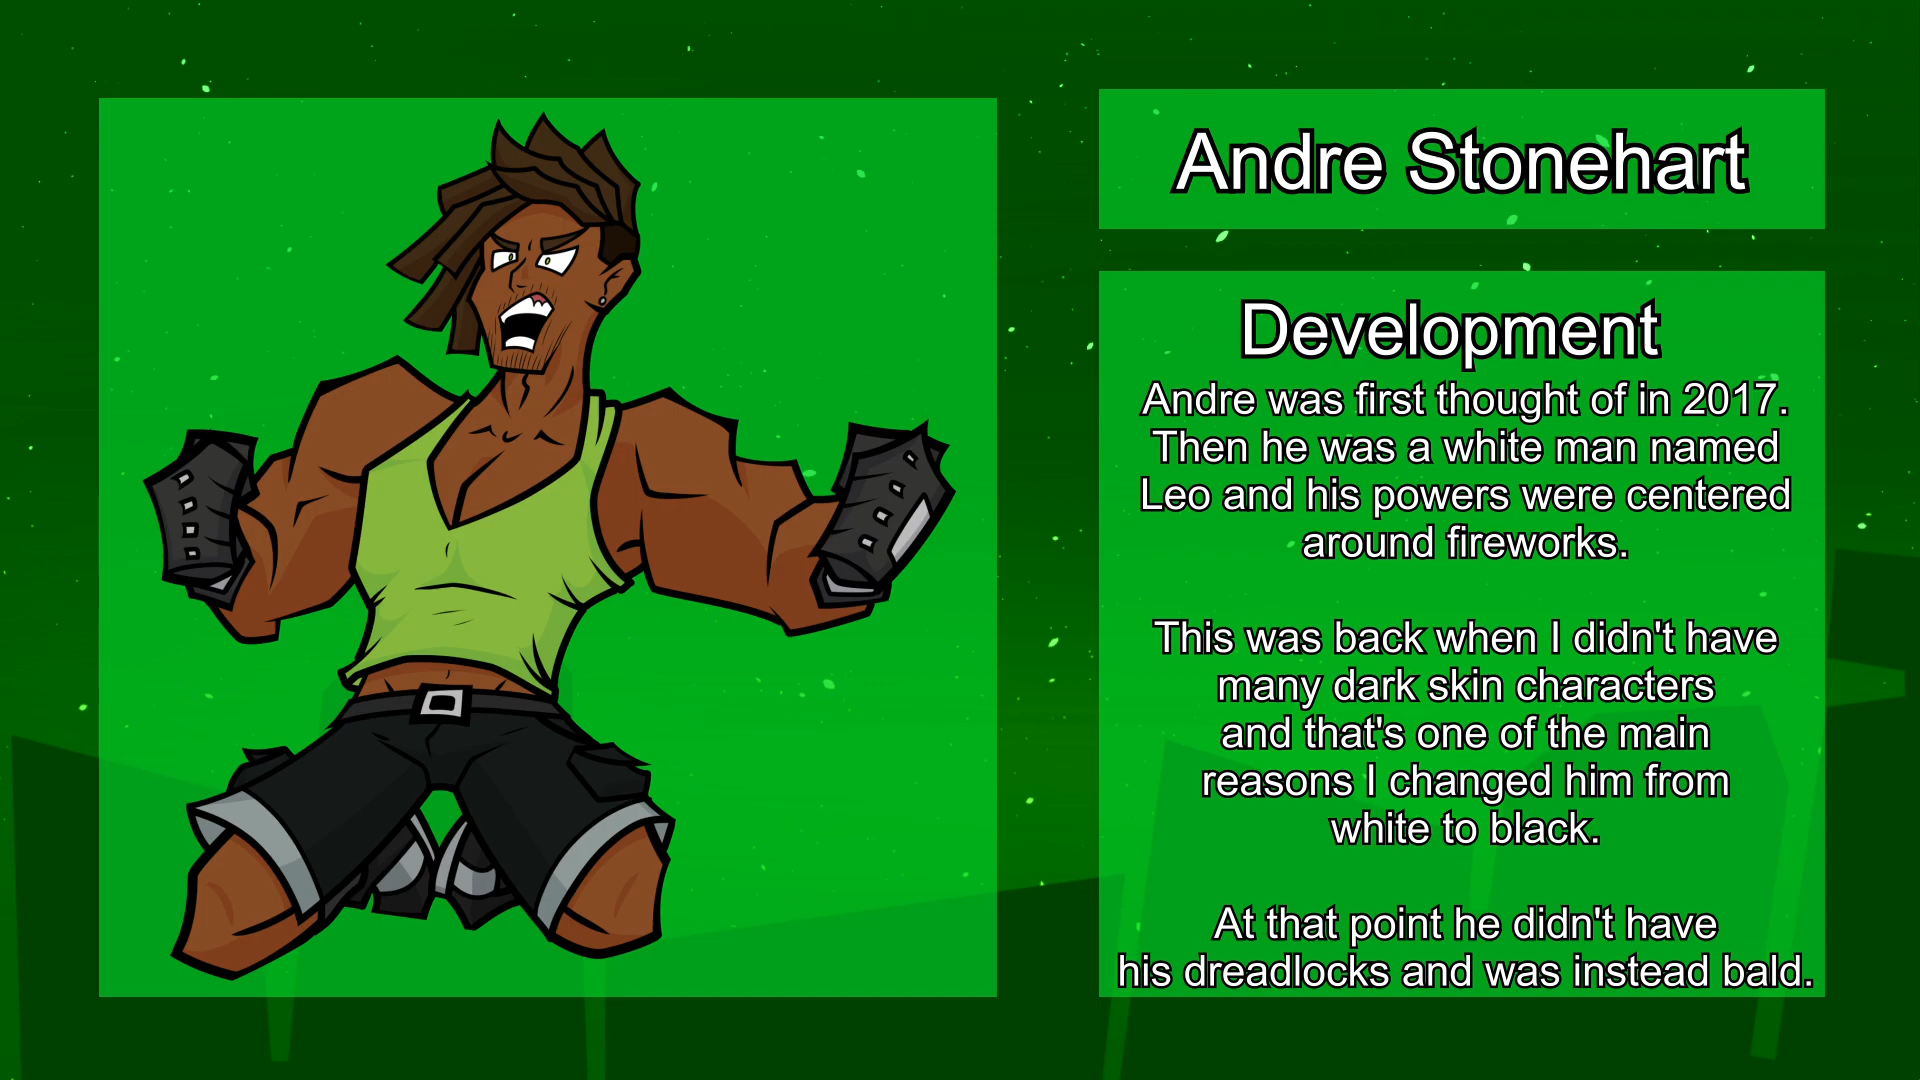 Andre Stonehart
Development
Andre was first thought of in 2017.
Then he was a white man named
Leo and his powers were centered
around fireworks.
This was back when I didn't have
many dark skin characters
and that's one of the main
reasons I changed him from
white to black.
At that point he didn't have
his dreadlocks and was instead bald.